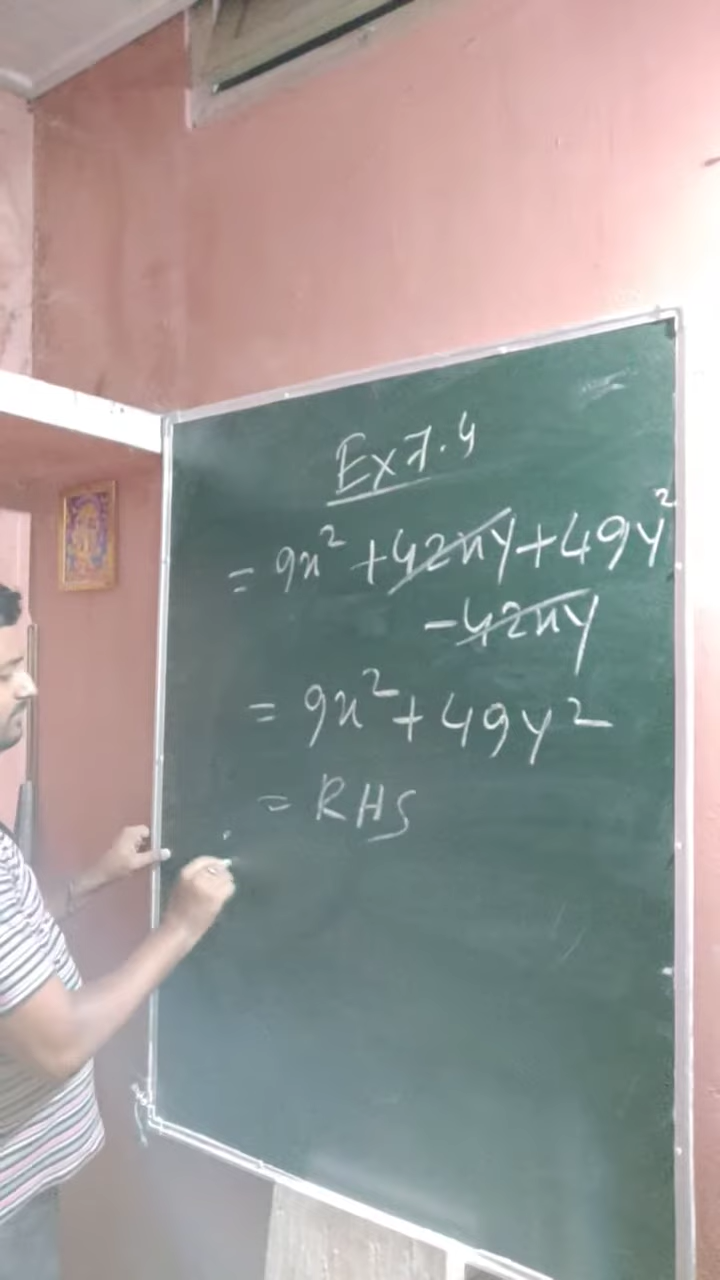 Ex 7.4
= 9x² + 42xy + 49y²
- 42xy
= 9x² + 49y²
= RHS